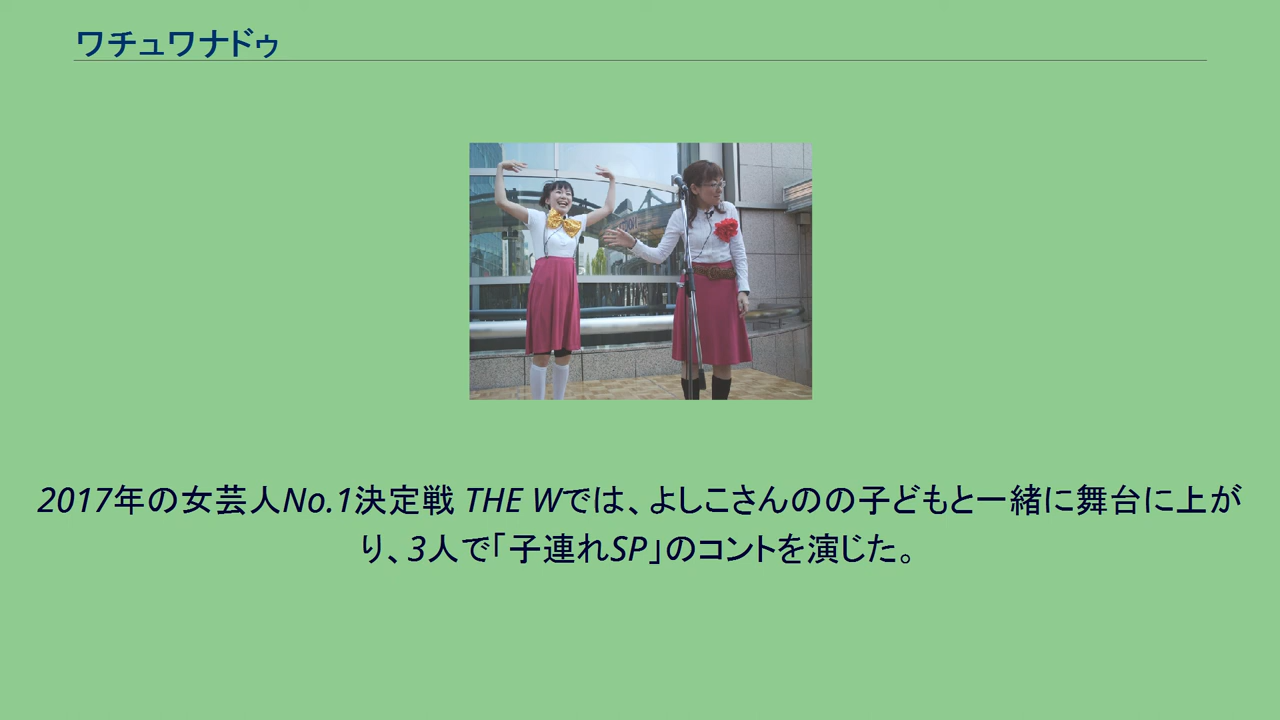 ワチュワナドゥ
2017年の女芸人No.1決定戦 THE Wでは、よしこさんのの子どもと一緒に舞台に上が
り、3人で｢子連れSP｣のコントを演じた。